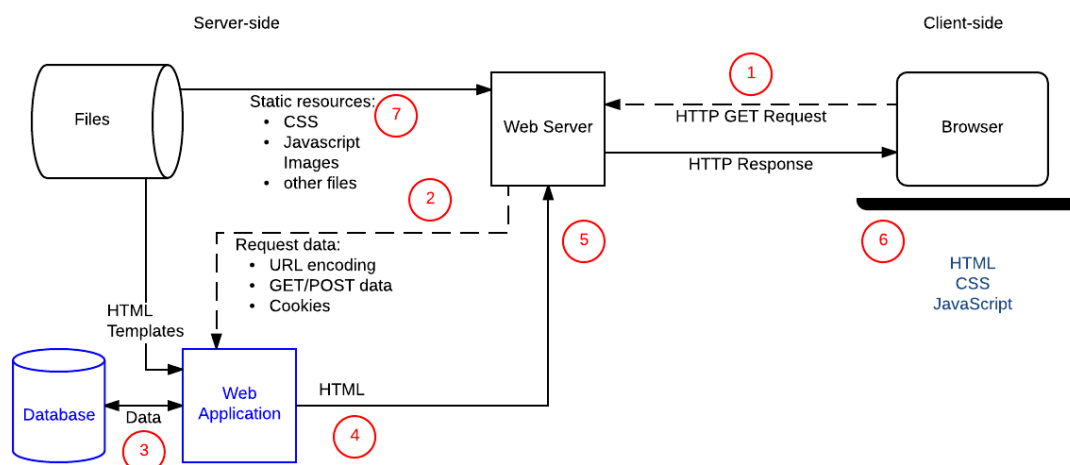 Server-side
Client-side
Files
Static resources:
• CSS
• Javascript
Images
• other files
7
Web Server
1
HTTP GET Request
HTTP Response
Browser
2
Request data:
• URL encoding
• GET/POST data
• Cookies
5
6
HTML
CSS
JavaScript
HTML
Templates
Database
Data
3
Web
Application
HTML
4